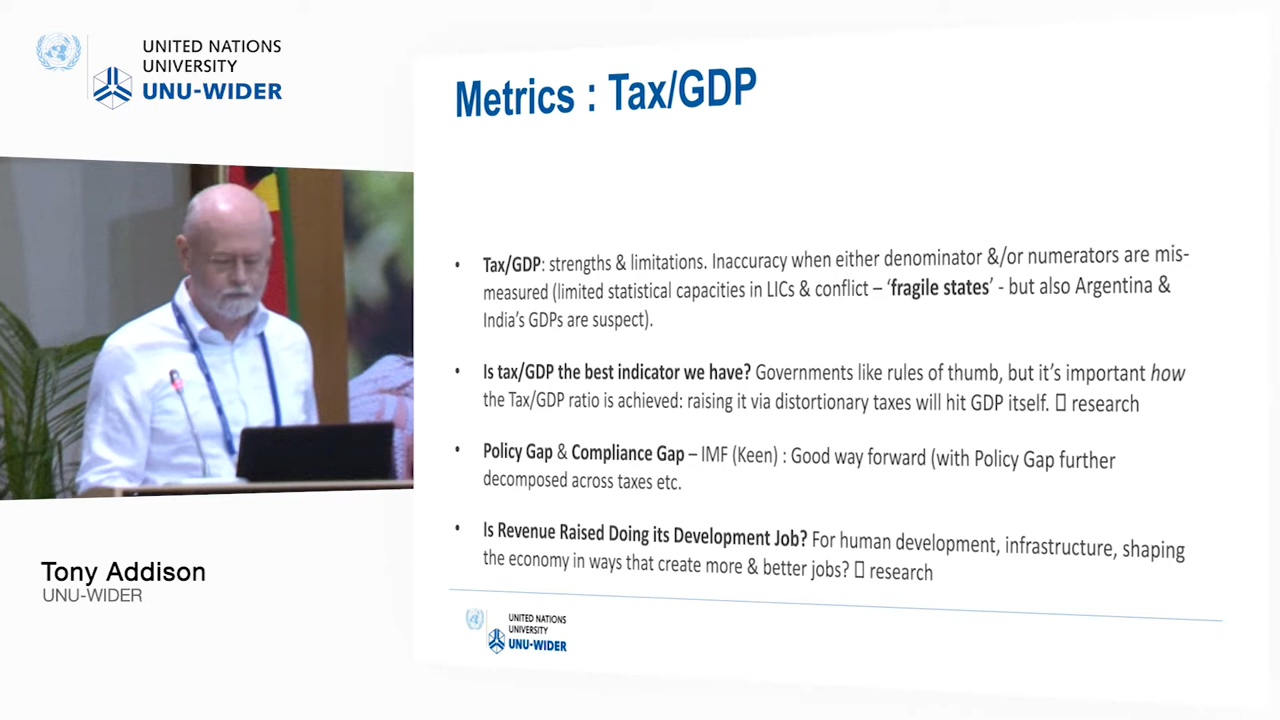 UNITED NATIONS
UNIVERSITY
UNU-WIDER
Metrics : Tax/GDP
• Tax/GDP: strengths & limitations. Inaccuracy when either denominator &/or numerators are mis-
measured (limited statistical capacities in LICs & conflict – ‘fragile states’ - but also Argentina &
India’s GDPs are suspect).
• Is tax/GDP the best indicator we have? Governments like rules of thumb, but it’s important how
the Tax/GDP ratio is achieved: raising it via distortionary taxes will hit GDP itself. 󠀠▯ research
• Policy Gap & Compliance Gap – IMF (Keen) : Good way forward (with Policy Gap further
decomposed across taxes etc.
• Is Revenue Raised Doing its Development Job? For human development, infrastructure, shaping
the economy in ways that create more & better jobs? ▯ research
Tony Addison
UNU-WIDER
UNITED NATIONS
UNIVERSITY
UNU-WIDER